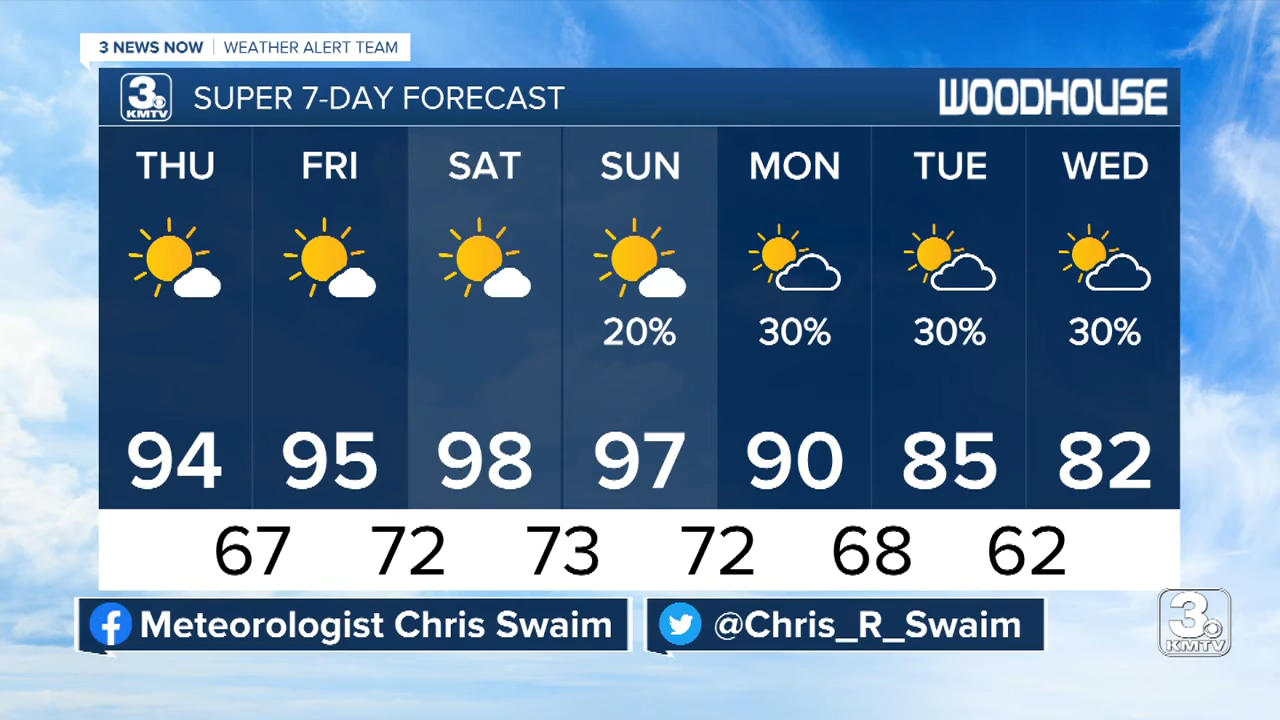 3 NEWS NOW | WEATHER ALERT TEAM
3 KMTV SUPER 7-DAY FORECAST WOODHOUSE
THU FRI SAT SUN MON TUE WED
20% 30% 30% 30%
94 95 98 97 90 85 82
67 72 73 72 68 62
Meteorologist Chris Swaim @Chris_R_Swaim
3 KMTV